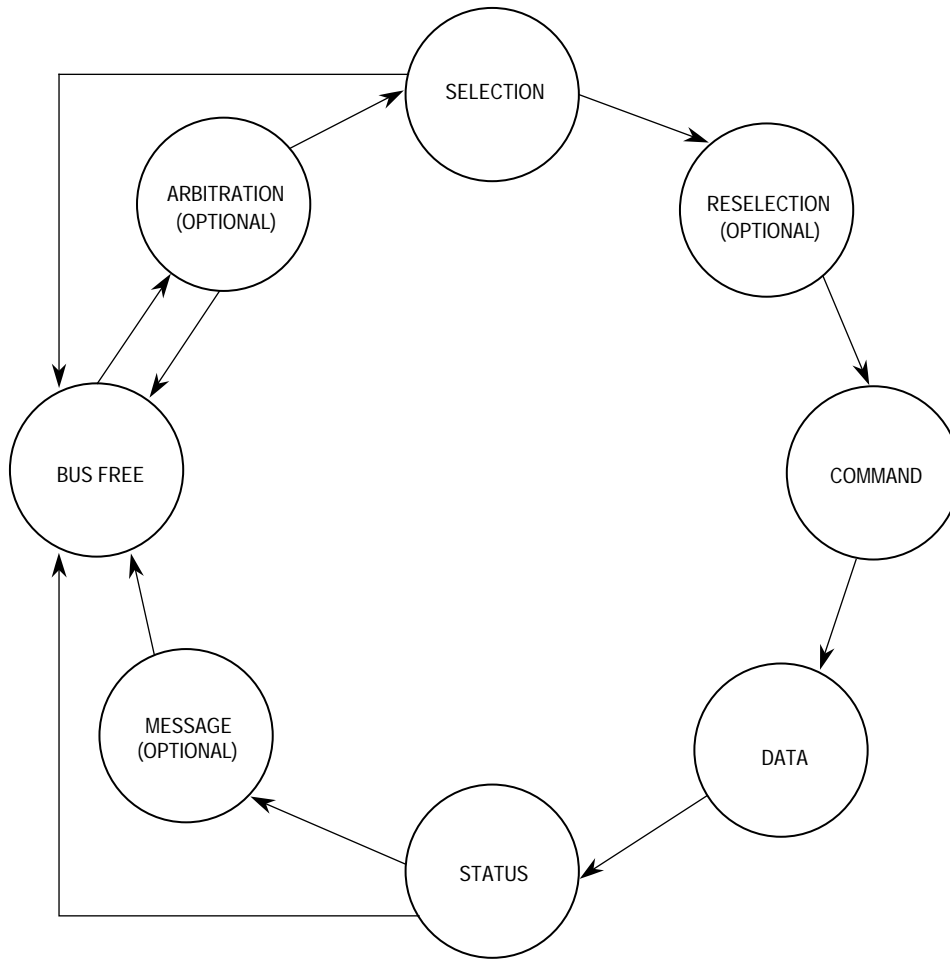 SELECTION
ARBITRATION
(OPTIONAL)
RESELECTION
(OPTIONAL)
BUS FREE
COMMAND
MESSAGE
(OPTIONAL)
DATA
STATUS